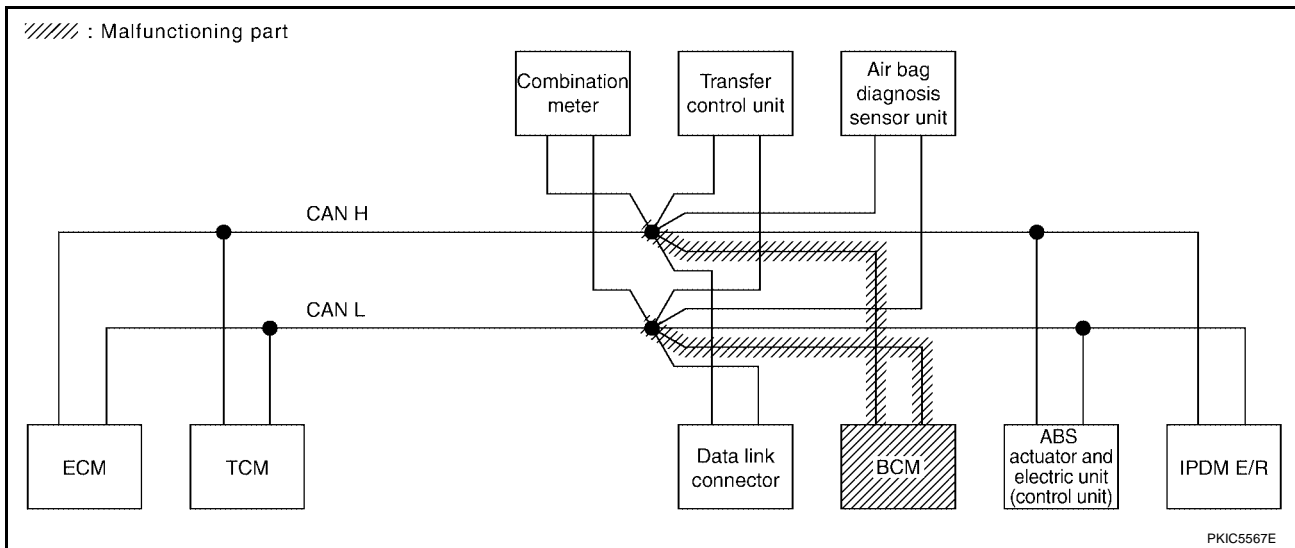 : Malfunctioning part
Combination
meter
Transfer
control unit
Air bag
diagnosis
sensor unit
CAN H
CAN L
ECM
TCM
Data link
connector
BCM
ABS
actuator and
electric unit
(control unit)
IPDM E/R
PKIC5567E